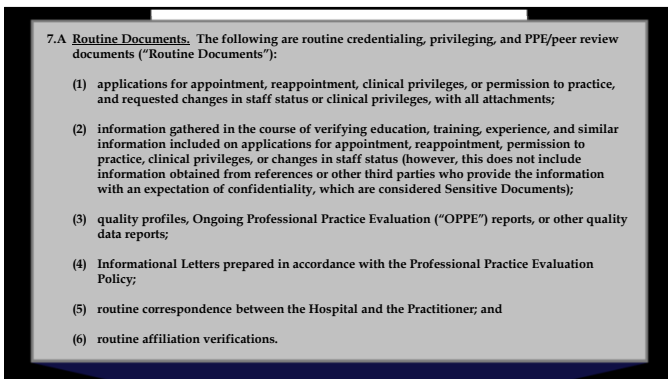 7.A Routine Documents. The following are routine credentialing, privileging, and PPE/peer review
documents ("Routine Documents"):
(1) applications for appointment, reappointment, clinical privileges, or permission to practice,
and requested changes in staff status or clinical privileges, with all attachments;
(2) information gathered in the course of verifying education, training, experience, and similar
information included on applications for appointment, reappointment, permission to
practice, clinical privileges, or changes in staff status (however, this does not include
information obtained from references or other third parties who provide the information
with an expectation of confidentiality, which are considered Sensitive Documents);
(3) quality profiles, Ongoing Professional Practice Evaluation ("OPPE") reports, or other quality
data reports;
(4) Informational Letters prepared in accordance with the Professional Practice Evaluation
Policy;
(5) routine correspondence between the Hospital and the Practitioner; and
(6) routine affiliation verifications.